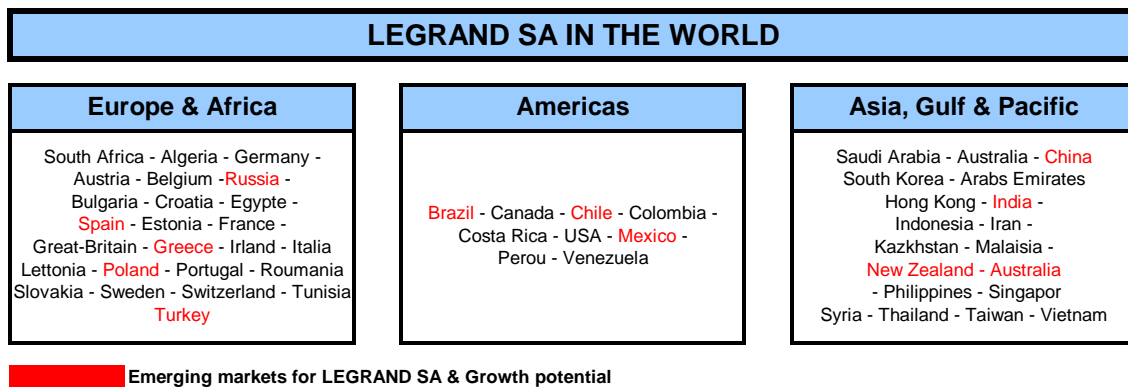 LEGRAND SA IN THE WORLD
Europe & Africa
South Africa - Algeria - Germany -
Austria - Belgium -Russia -
Bulgaria - Croatia - Egypte -
Spain - Estonia - France -
Great-Britain - Greece - Irland - Italia
Lettonia - Poland - Portugal - Roumania
Slovakia - Sweden - Switzerland - Tunisia
Turkey
Americas
Brazil - Canada - Chile - Colombia -
Costa Rica - USA - Mexico -
Perou - Venezuela
Asia, Gulf & Pacific
Saudi Arabia - Australia - China
South Korea - Arabs Emirates
Hong Kong - India -
Indonesia - Iran -
Kazkhstan - Malaisia -
New Zealand - Australia
- Philippines - Singapor
Syria - Thailand - Taiwan - Vietnam
Emerging markets for LEGRAND SA & Growth potential